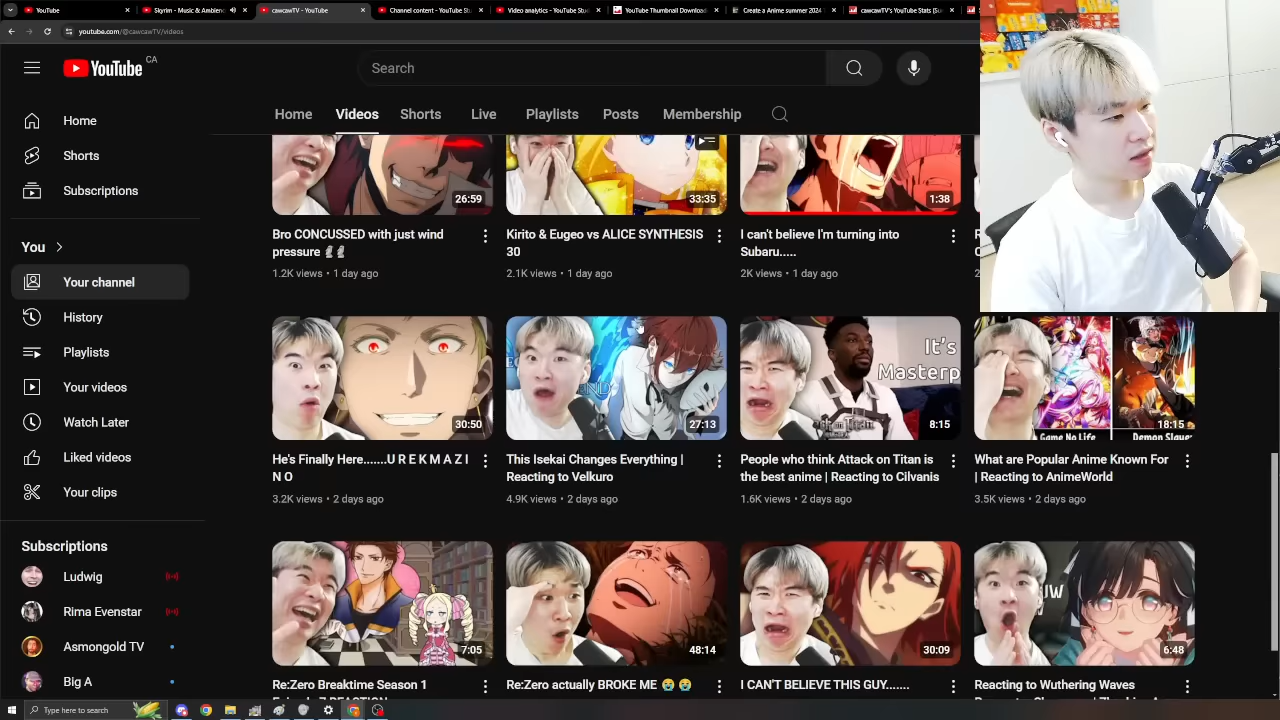 YouTube
Skyrim - Music & Ambien
cawcawTV - YouTube
Channel content - YouTube St
Video analytics - YouTube Stu
YouTube Thumbnail Download
Create a Anime summer 2024
cawcawTV's YouTube Stats (Su
youtube.com/@cawcawTV/videos
YouTube CA
Search
Home
Videos
Shorts
Live
Playlists
Posts
Membership
Home
Shorts
Subscriptions
You
Your channel
History
Playlists
Your videos
Watch Later
Liked videos
Your clips
Subscriptions
Ludwig
Rima Evenstar
Asmongold TV
Big A
26:59
33:35
1:38
Bro CONCUSSED with just wind
pressure
1.2K views • 1 day ago
Kirito & Eugeo vs ALICE SYNTHESIS
30
2.1K views • 1 day ago
I can't believe I'm turning into
Subaru.....
2K views • 1 day ago
30:50
27:13
It's
Masterp
8:15
Game No Life
Demon Slayer
18:15
He's Finally Here.......U R E K M A Z I
N O
3.2K views • 2 days ago
This Isekai Changes Everything |
Reacting to Velkuro
4.9K views • 2 days ago
People who think Attack on Titan is
the best anime | Reacting to Cilvanis
1.6K views • 2 days ago
What are Popular Anime Known For
| Reacting to AnimeWorld
3.5K views • 2 days ago
7:05
48:14
30:09
6:48
Re:Zero Breaktime Season 1
Re:Zero actually BROKE ME 😭 😭
I CAN'T BELIEVE THIS GUY.......
Reacting to Wuthering Waves
Type here to search